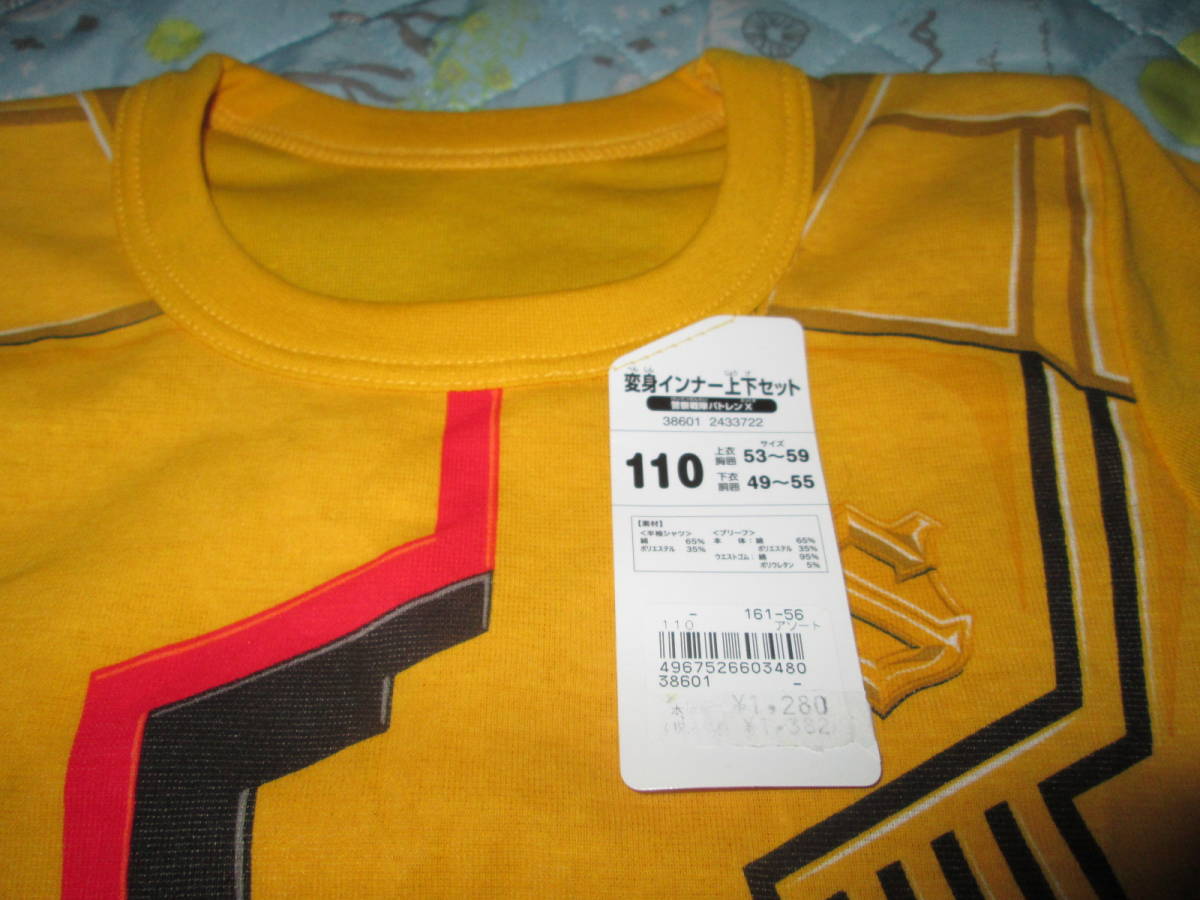 変身インナー上下セット
警察戦隊パトレンX
38601 2433722
110
サイズ
上衣 胸囲 53～59
下衣 胴囲 49～55
【素材】
<半袖シャツ> <ブリーフ>
綿 65% 本体：綿 65%
ポリエステル 35% ポリエステル 35%
ウエストゴム：綿 95%
ポリウレタン 5%
- 161-56
110 アソート
4967526603480
38601 -
¥1,280
¥1,382